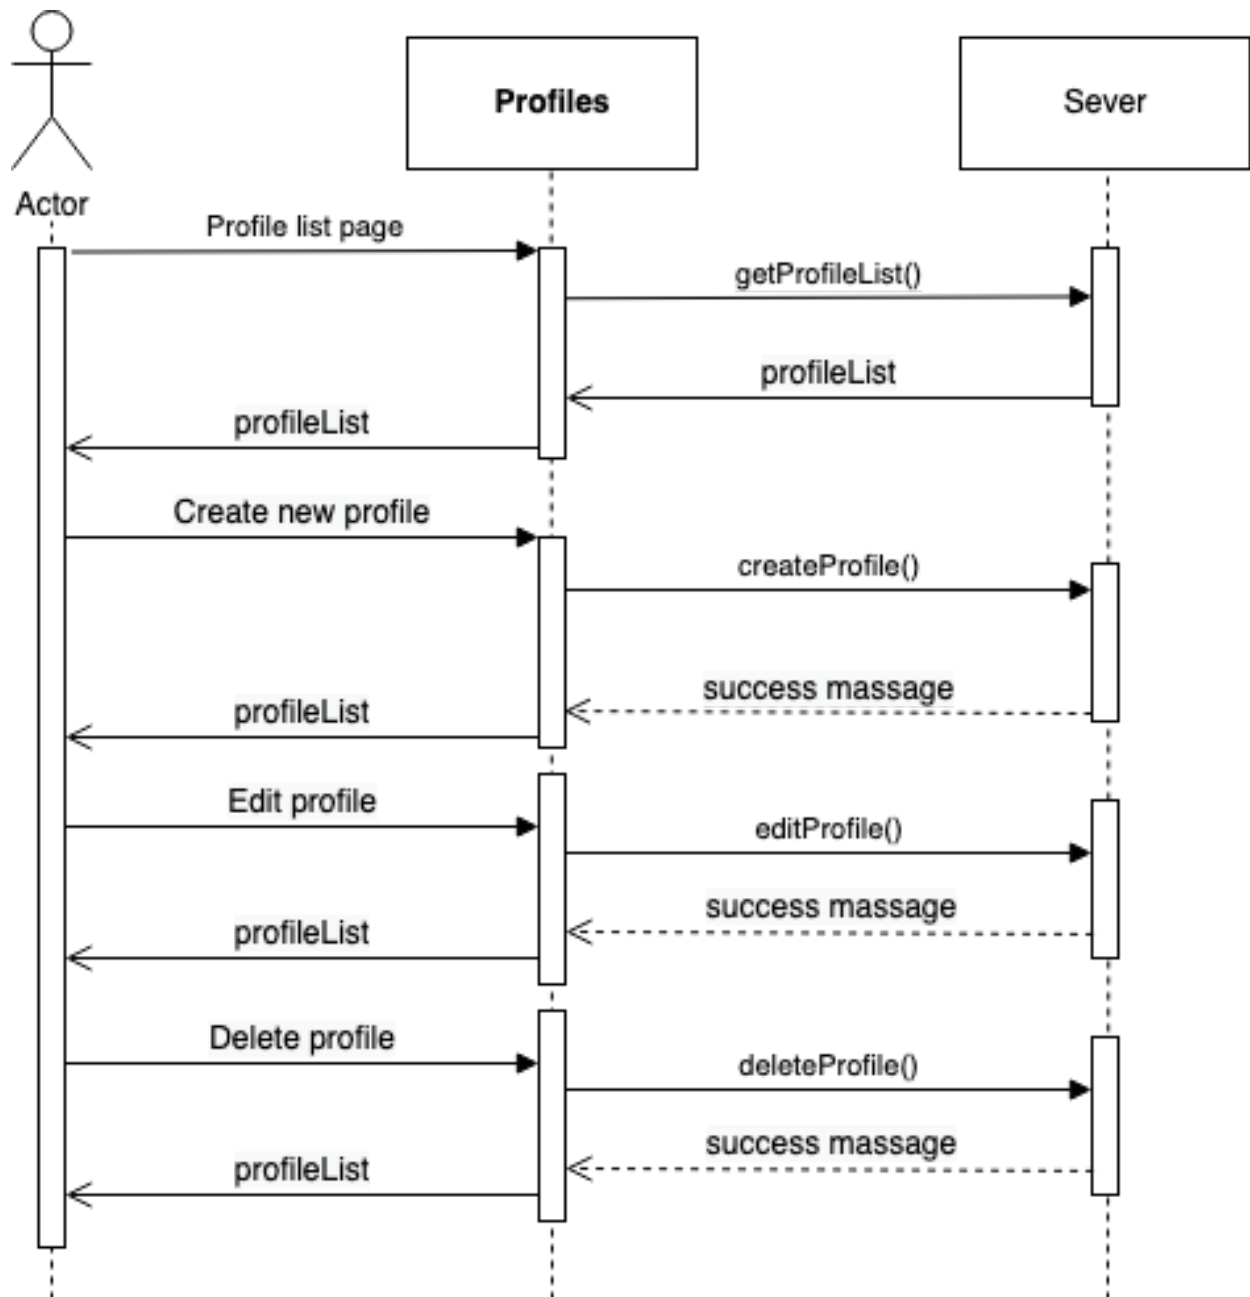 Profiles
Sever
Actor
Profile list page
getProfileList()
profileList
profileList
Create new profile
createProfile()
success massage
profileList
Edit profile
editProfile()
success massage
profileList
Delete profile
deleteProfile()
success massage
profileList